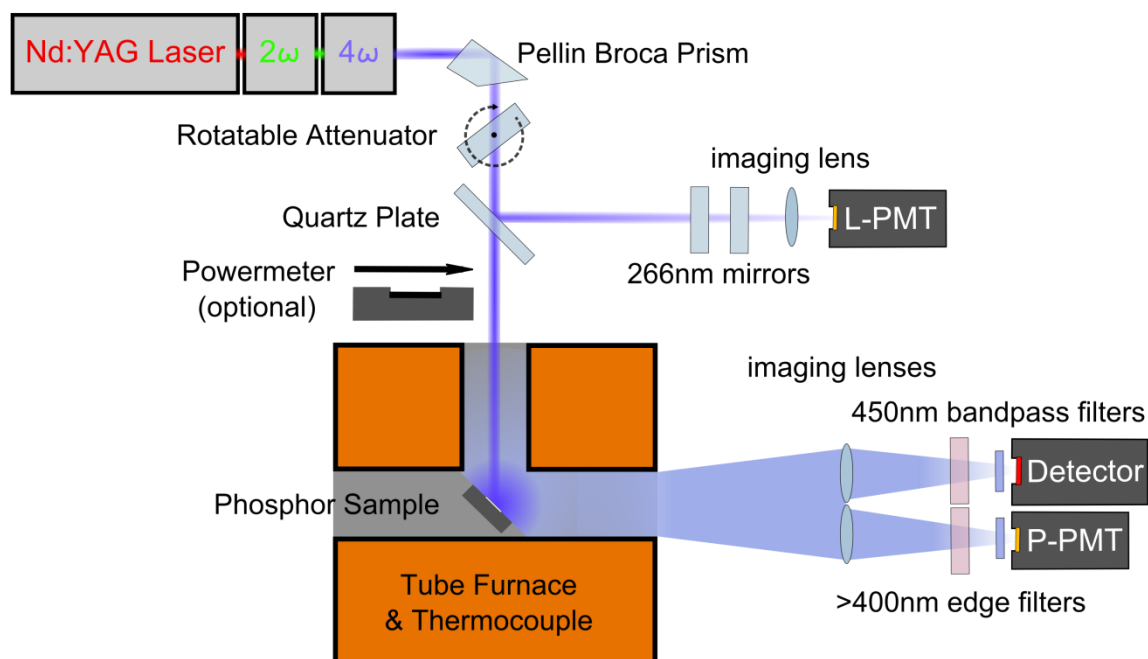 Nd:YAG Laser
2ω
4ω
Pellin Broca Prism
Rotatable Attenuator
imaging lens
Quartz Plate
L-PMT
266nm mirrors
Powermeter
(optional)
imaging lenses
450nm bandpass filters
Detector
Phosphor Sample
P-PMT
Tube Furnace
& Thermocouple
>400nm edge filters